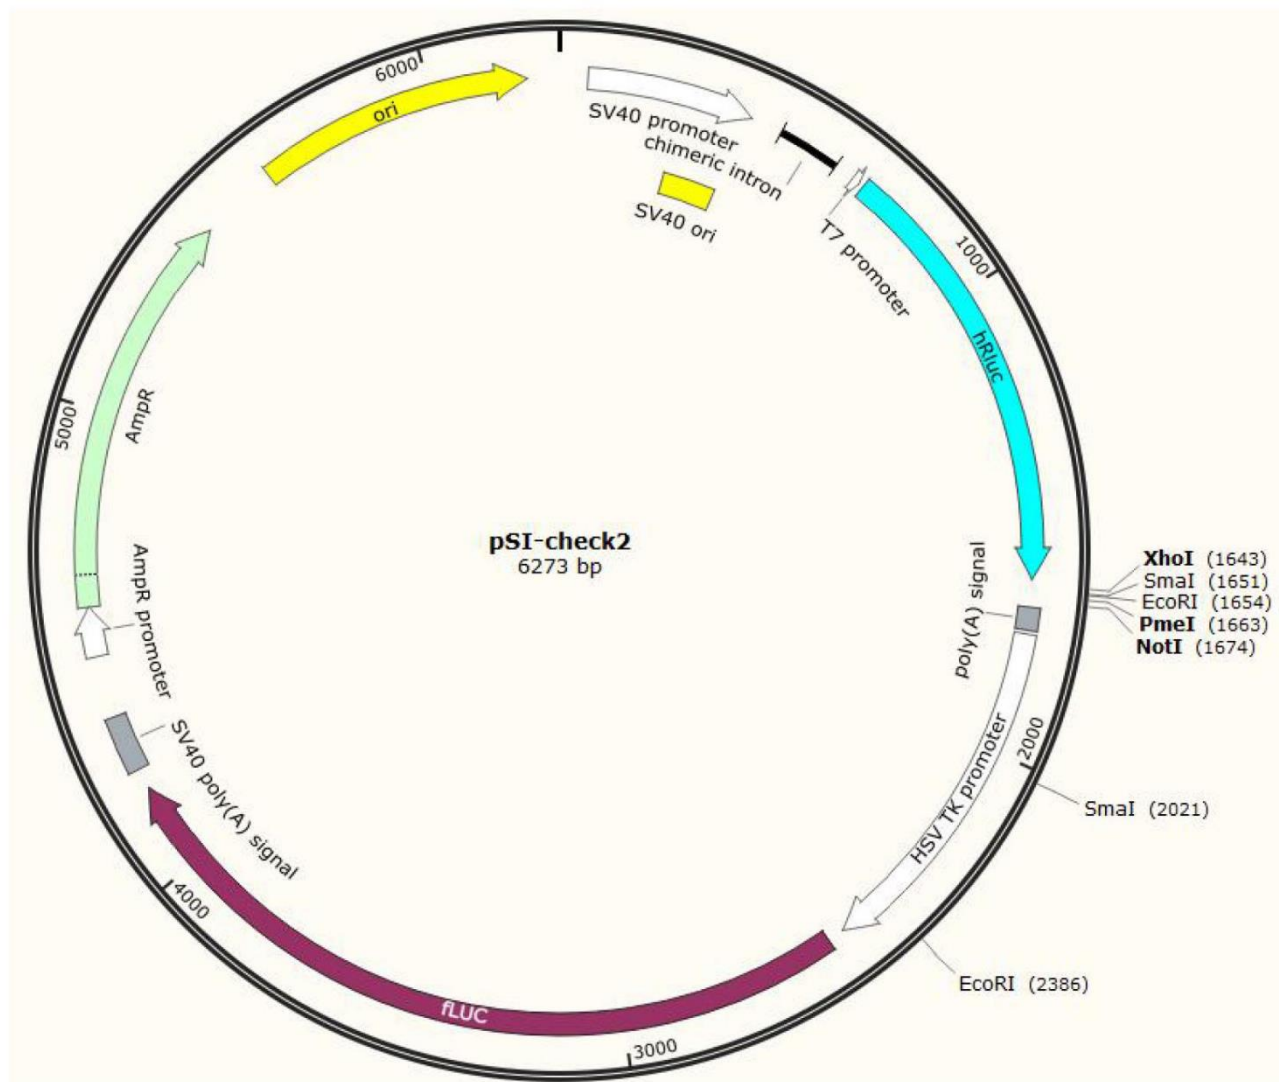 6000
ori
SV40 promoter
chimeric intron
SV40 ori
T7 promoter
1000
hRluc
5000
AmpR
pSI-check2
6273 bp
XhoI (1643)
SmaI (1651)
EcoRI (1654)
PmeI (1663)
NotI (1674)
poly(A) signal
AmpR promoter
SV40 poly(A) signal
HSV TK promoter
2000
SmaI (2021)
4000
EcoRI (2386)
fLUC
3000